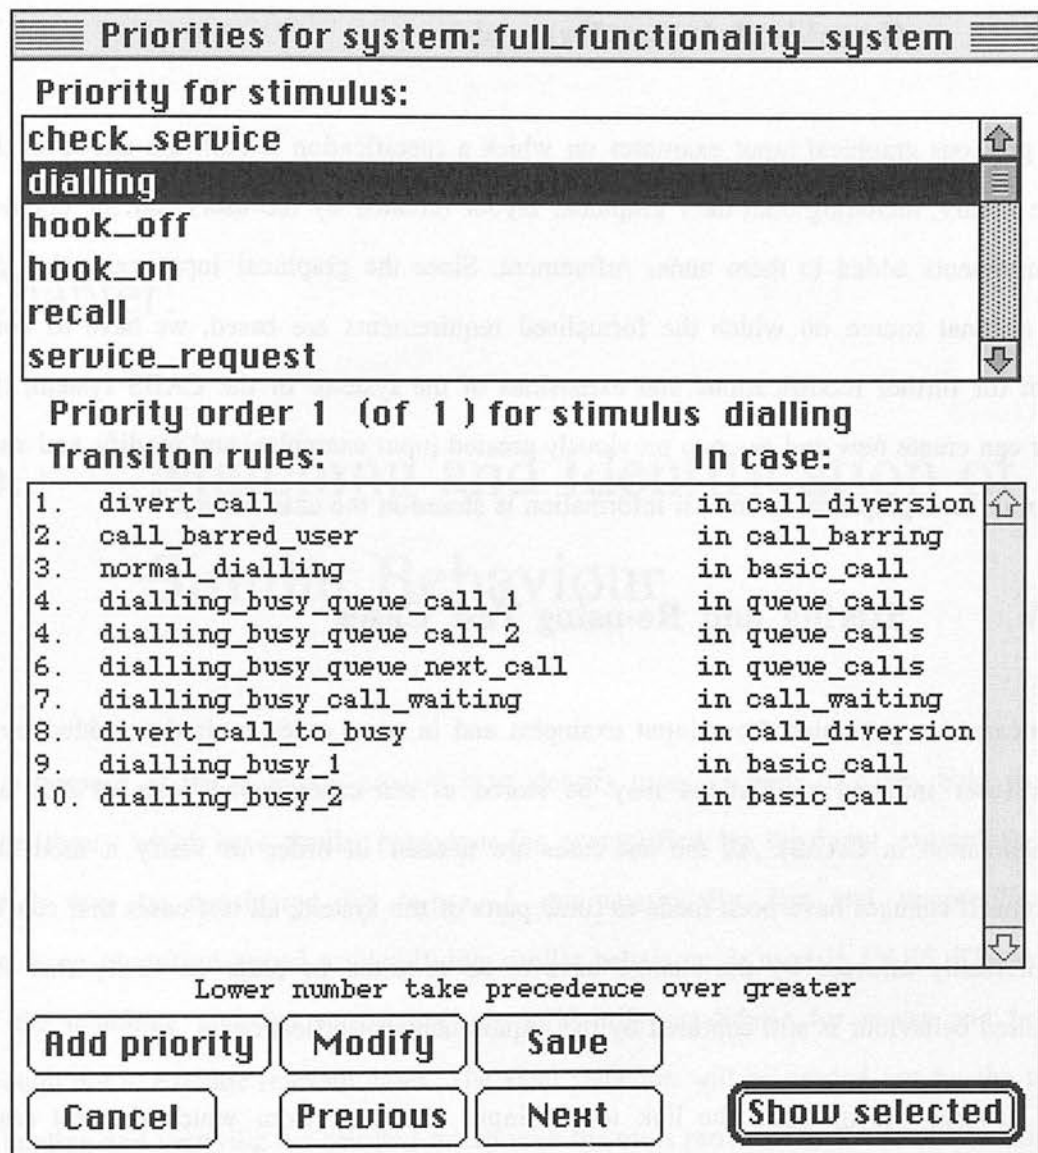 Priorities for system: full_functionality_system
Priority for stimulus:
check_service
dialling
hook_off
hook_on
recall
service_request
Priority order 1 (of 1 ) for stimulus dialling
Transiton rules: In case:
1. divert_call in call_diversion
2. call_barred_user in call_barring
3. normal_dialling in basic_call
4. dialling_busy_queue_call_1 in queue_calls
4. dialling_busy_queue_call_2 in queue_calls
6. dialling_busy_queue_next_call in queue_calls
7. dialling_busy_call_waiting in call_waiting
8. divert_call_to_busy in call_diversion
9. dialling_busy_1 in basic_call
10. dialling_busy_2 in basic_call
Lower number take precedence over greater
Add priority Modify Save
Cancel Previous Next Show selected